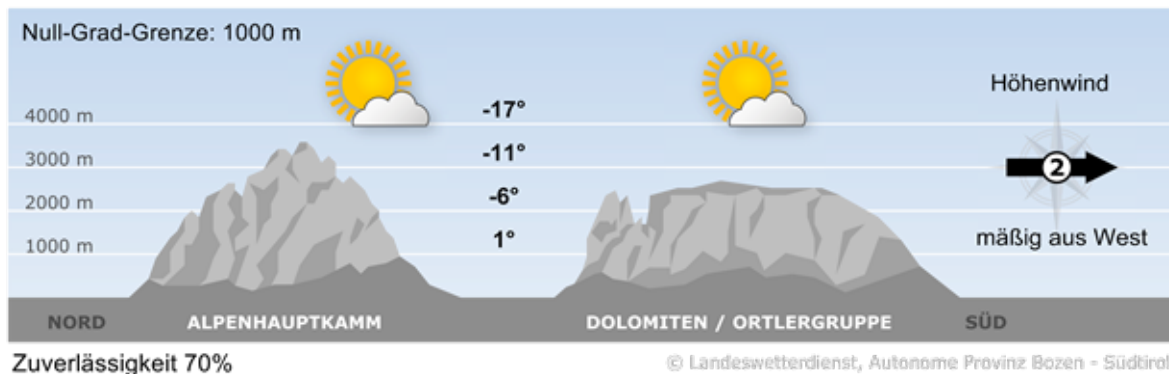 Null-Grad-Grenze: 1000 m
Höhenwind
4000 m
-17°
3000 m
-11°
2
2000 m
-6°
mäßig aus West
1000 m
1°
NORD ALPENHAUPTKAMM DOLOMITEN / ORTLERGRUPPE SÜD
Zuverlässigkeit 70%
© Landeswetterdienst, Autonome Provinz Bozen - Südtirol